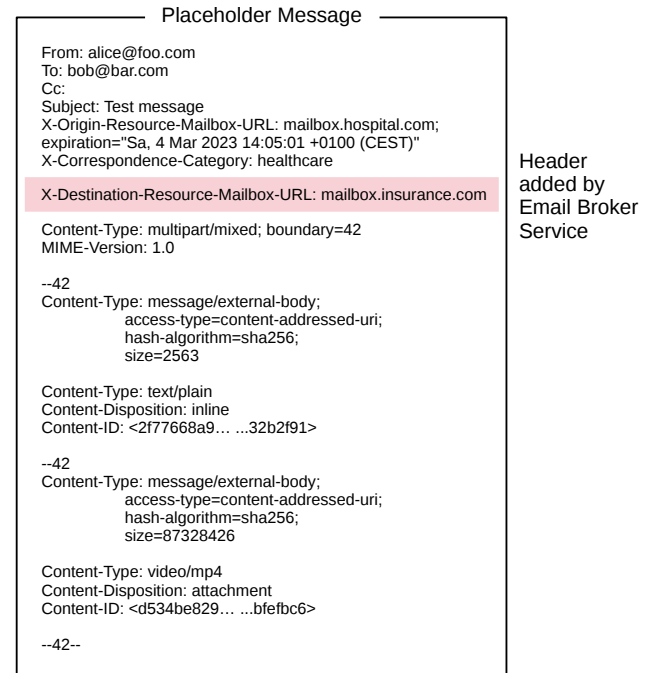 Placeholder Message
From: alice@foo.com
To: bob@bar.com
Cc:
Subject: Test message
X-Origin-Resource-Mailbox-URL: mailbox.hospital.com;
expiration="Sa, 4 Mar 2023 14:05:01 +0100 (CEST)"
X-Correspondence-Category: healthcare
X-Destination-Resource-Mailbox-URL: mailbox.insurance.com
Header
added by
Email Broker
Service
Content-Type: multipart/mixed; boundary=42
MIME-Version: 1.0
--42
Content-Type: message/external-body;
access-type=content-addressed-uri;
hash-algorithm=sha256;
size=2563
Content-Type: text/plain
Content-Disposition: inline
Content-ID: <2f77668a9… ...32b2f91>
--42
Content-Type: message/external-body;
access-type=content-addressed-uri;
hash-algorithm=sha256;
size=87328426
Content-Type: video/mp4
Content-Disposition: attachment
Content-ID: <d534be829… ...bfefbc6>
--42--